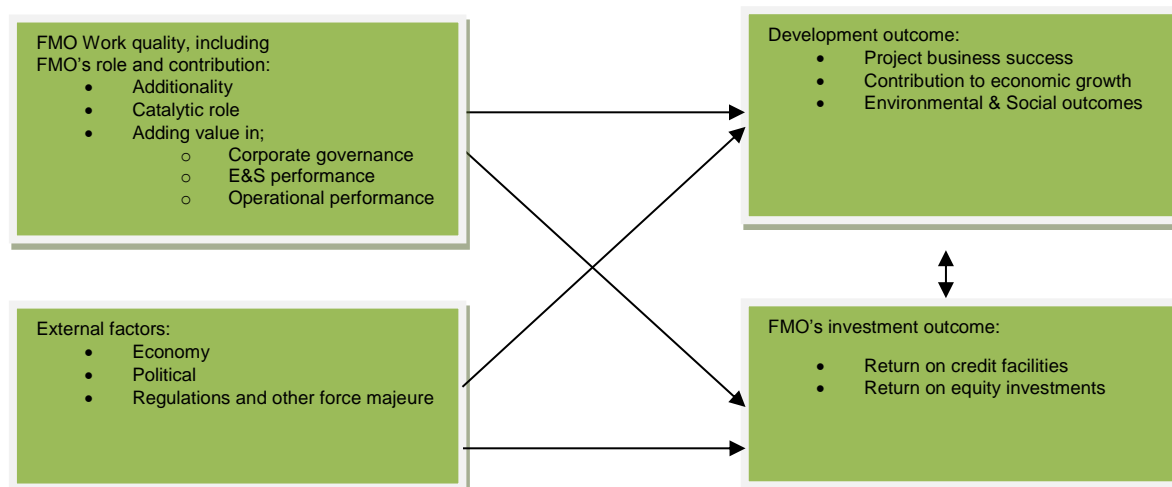 FMO Work quality, including
FMO's role and contribution:
• Additionality
• Catalytic role
• Adding value in;
o Corporate governance
o E&S performance
o Operational performance
Development outcome:
• Project business success
• Contribution to economic growth
• Environmental & Social outcomes
External factors:
• Economy
• Political
• Regulations and other force majeure
FMO's investment outcome:
• Return on credit facilities
• Return on equity investments